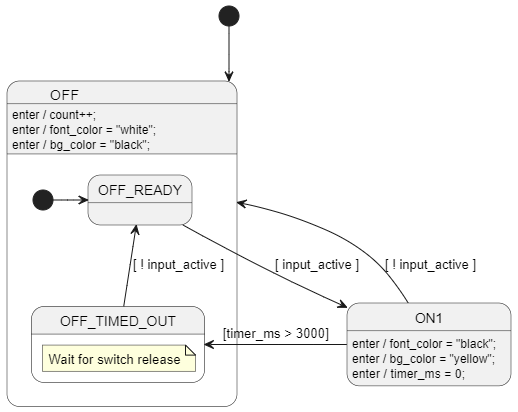 OFF
enter / count++;
enter / font_color = "white";
enter / bg_color = "black";
OFF_READY
[ ! input_active ]
[ input_active ]
[ ! input_active ]
OFF_TIMED_OUT
Wait for switch release
[timer_ms > 3000]
ON1
enter / font_color = "black";
enter / bg_color = "yellow";
enter / timer_ms = 0;